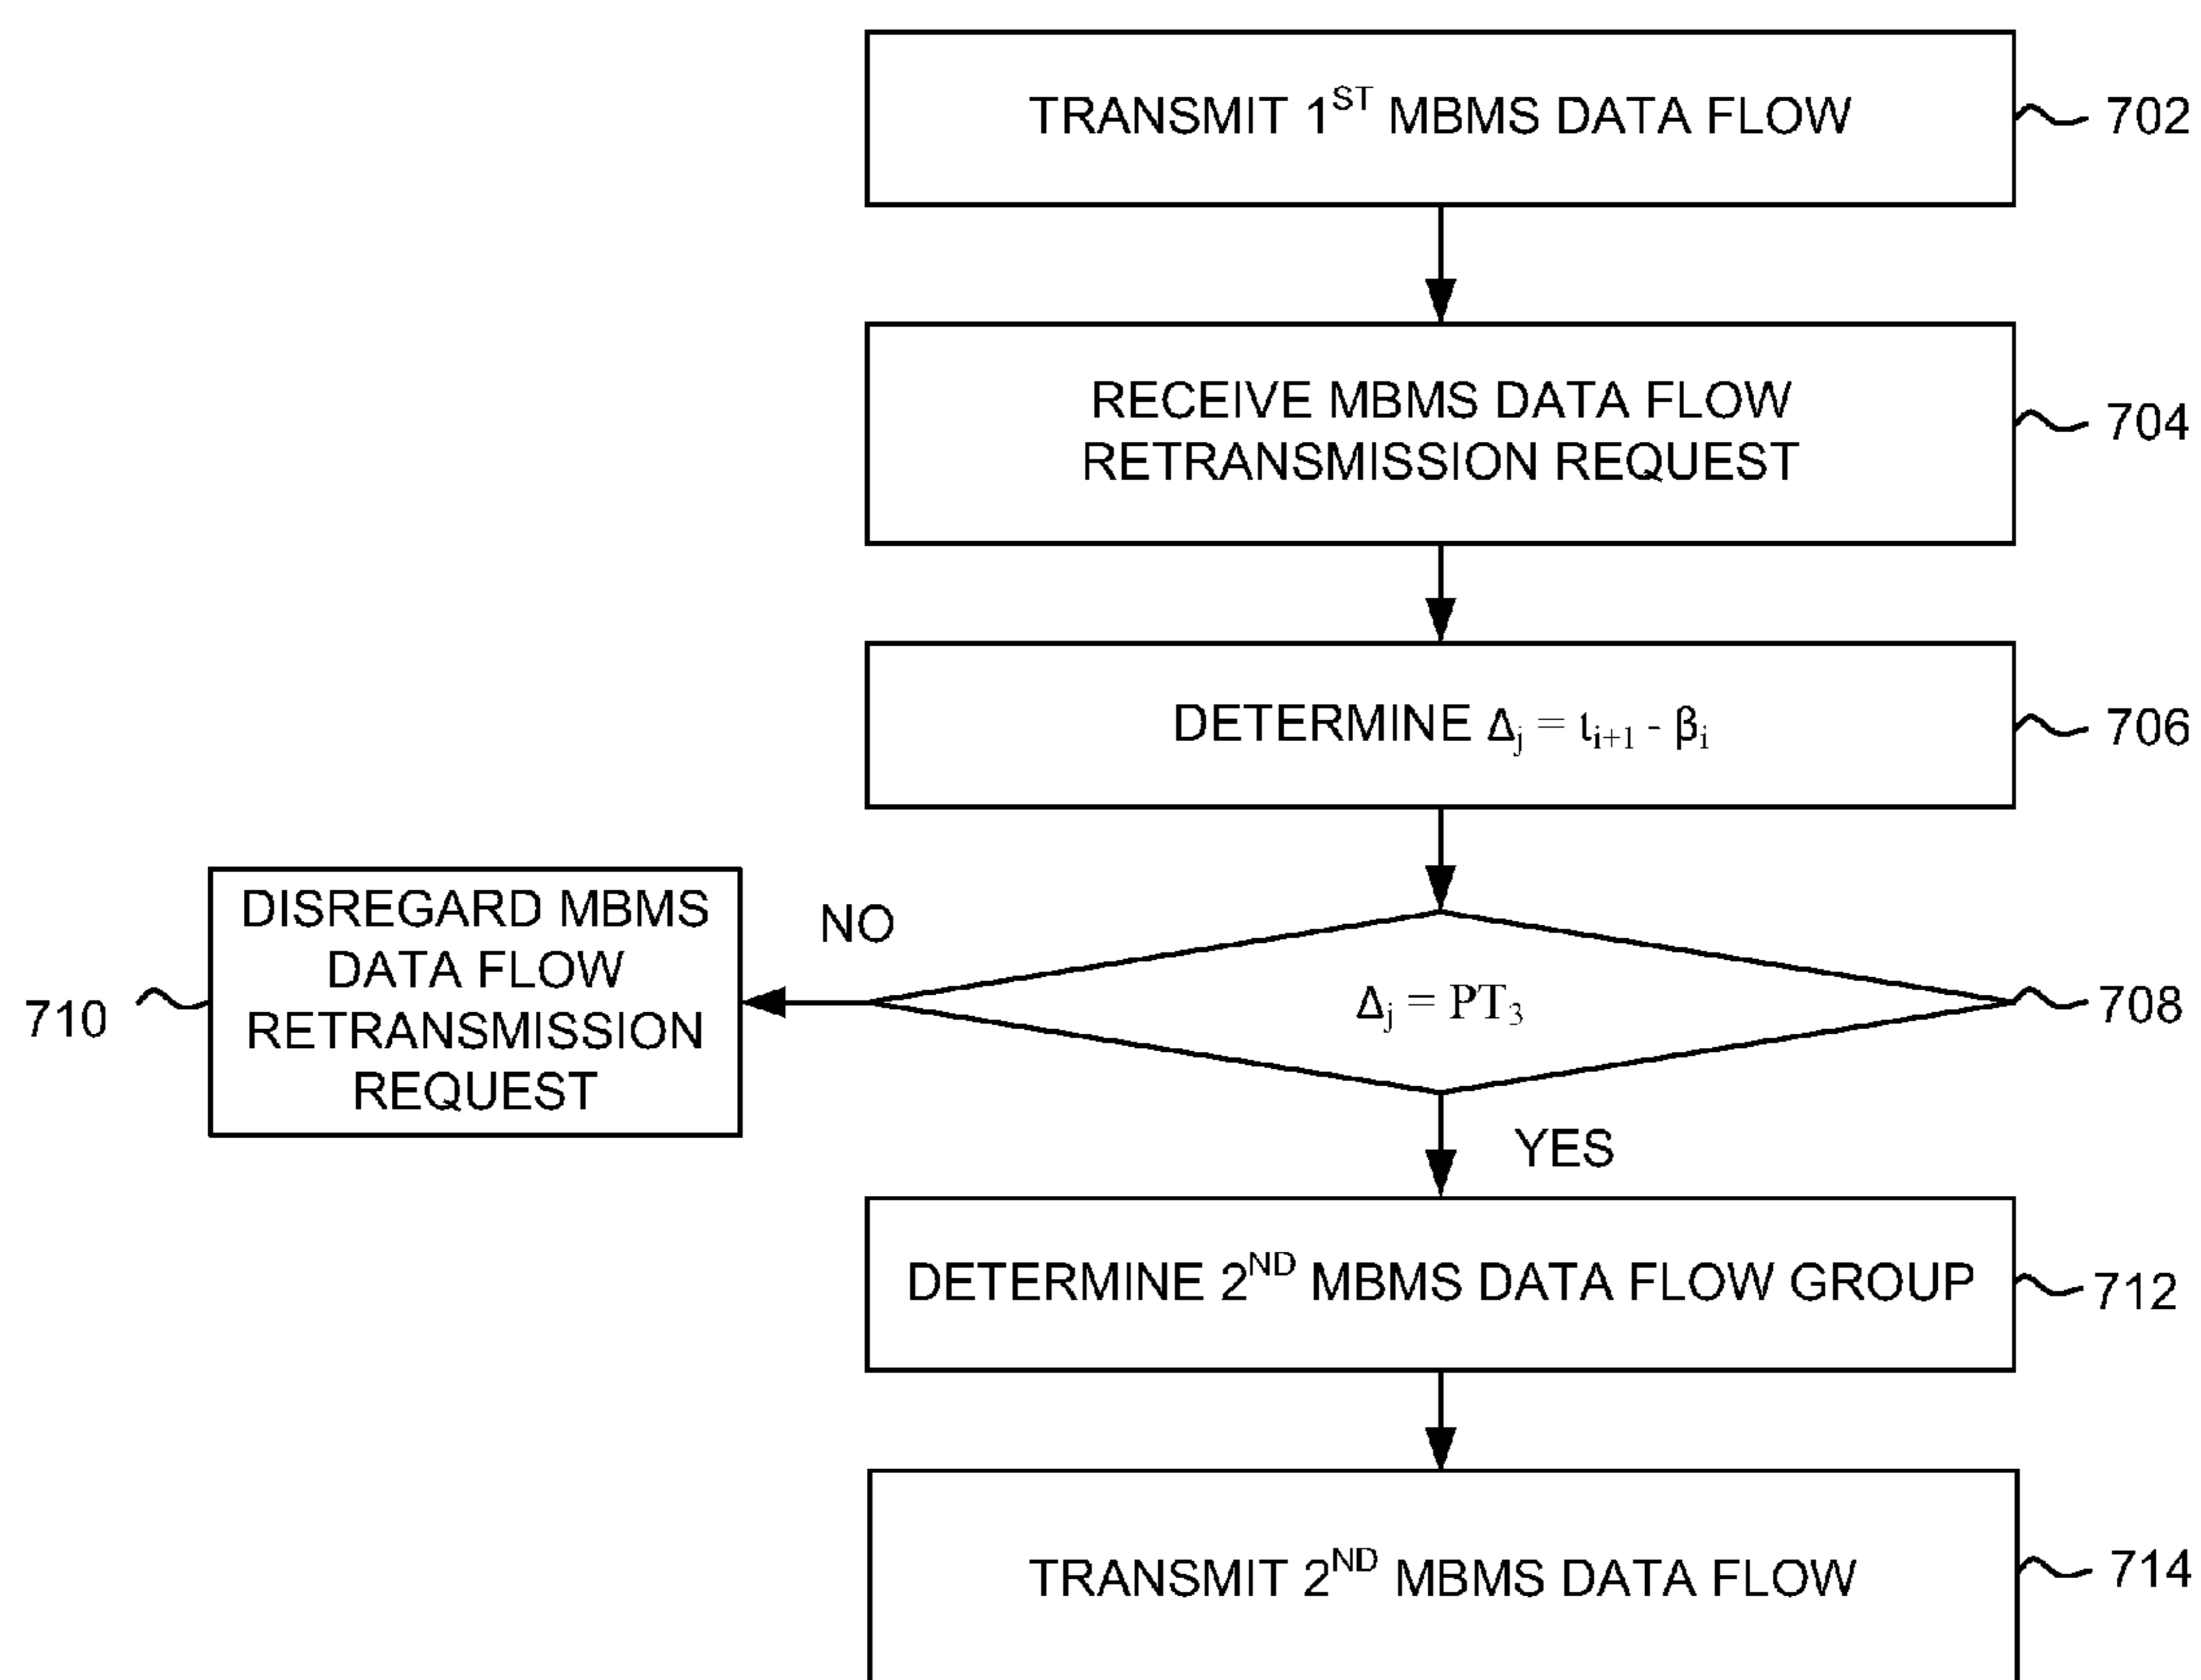 TRANSMIT 1ST MBMS DATA FLOW
702
RECEIVE MBMS DATA FLOW
RETRANSMISSION REQUEST
704
DETERMINE Δj = ιi+1 - βi
706
DISREGARD MBMS
DATA FLOW
RETRANSMISSION
REQUEST
710
NO
Δj = PT3
708
YES
DETERMINE 2ND MBMS DATA FLOW GROUP
712
TRANSMIT 2ND MBMS DATA FLOW
714